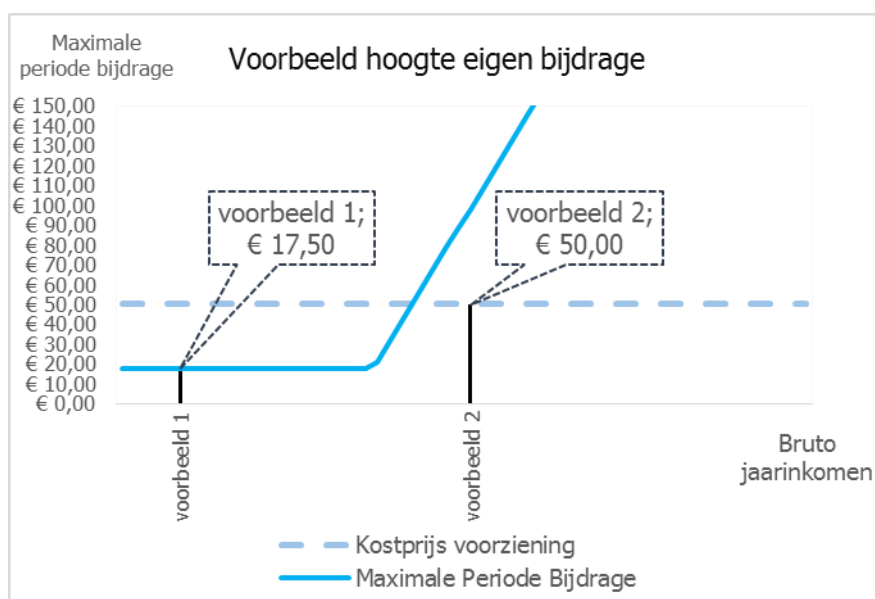 Maximale
periode bijdrage
Voorbeeld hoogte eigen bijdrage
€ 150,00
€ 140,00
€ 130,00
€ 120,00
€ 110,00
€ 100,00
€ 90,00
€ 80,00
€ 70,00
€ 60,00
€ 50,00
€ 40,00
€ 30,00
€ 20,00
€ 10,00
€ 0,00
voorbeeld 1;
€ 17,50
voorbeeld 2;
€ 50,00
voorbeeld 1
voorbeeld 2
Bruto
jaarinkomen
Kostprijs voorziening
Maximale Periode Bijdrage